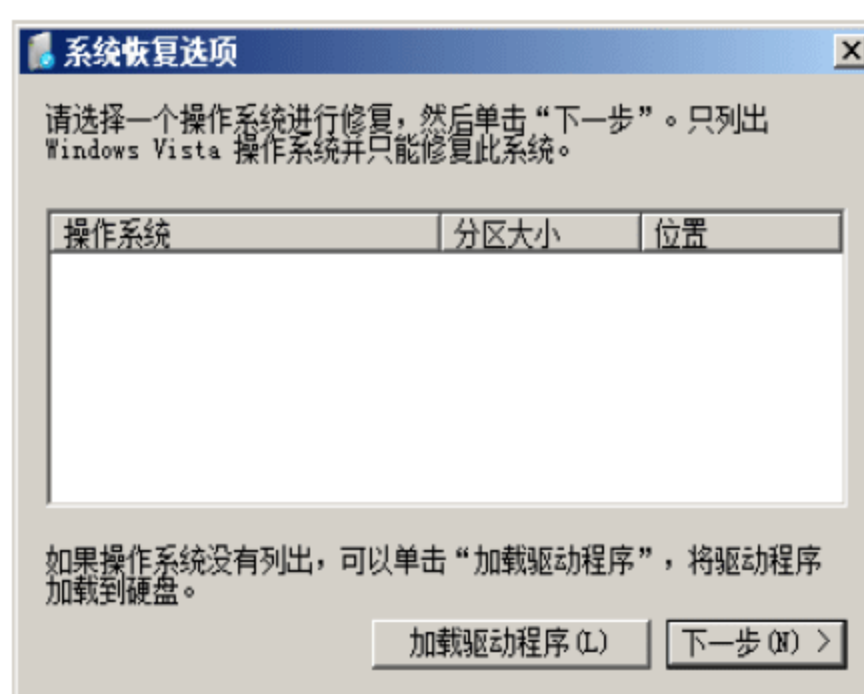 系统恢复选项
请选择一个操作系统进行修复，然后单击“下一步”。只列出
Windows Vista 操作系统并只能修复此系统。
操作系统 分区大小 位置
如果操作系统没有列出，可以单击“加载驱动程序”，将驱动程序
加载到硬盘。
加载驱动程序(L) 下一步(N) >